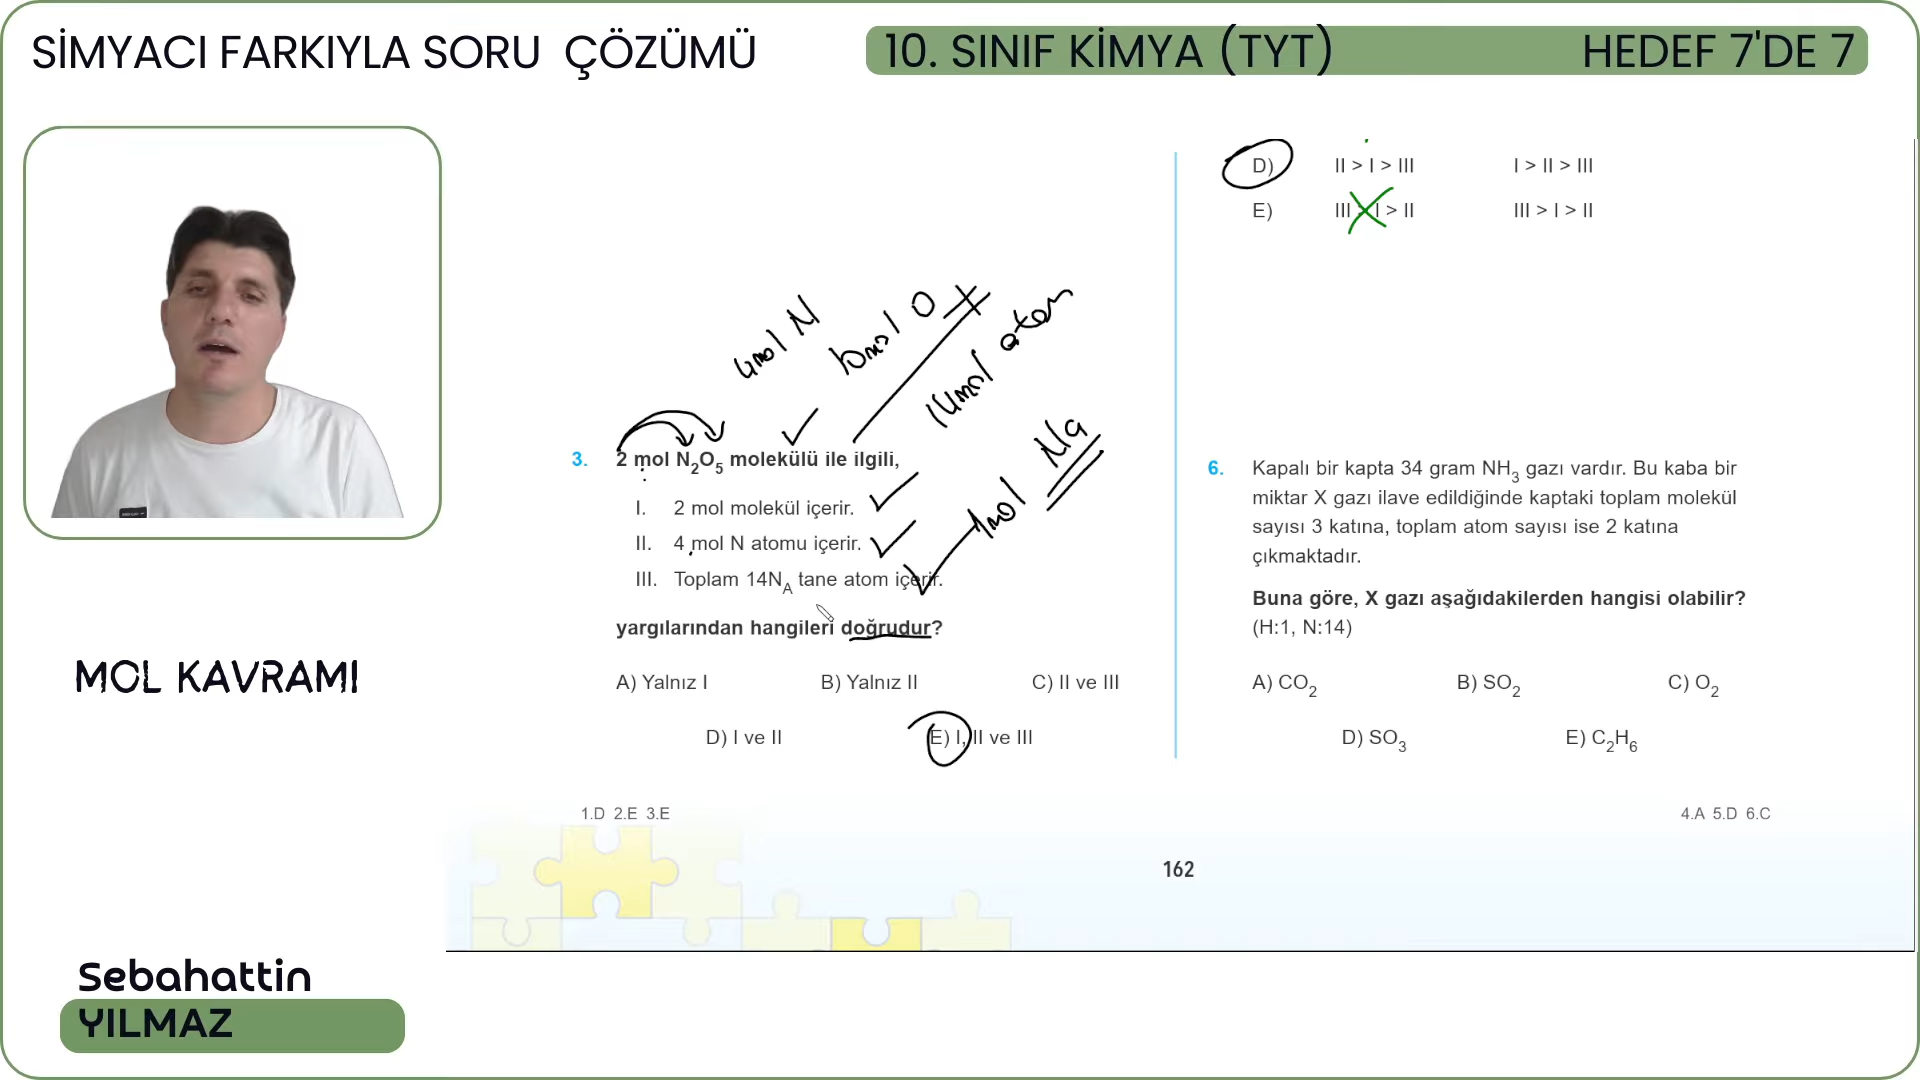 SİMYACI FARKIYLA SORU ÇÖZÜMÜ
10. SINIF KİMYA (TYT)
HEDEF 7'DE 7
MOL KAVRAMI
Sebahattin
YILMAZ
4mol N
10mol O
14mol atom
1mol NA
3. 2 mol N₂O₅ molekülü ile ilgili,
I. 2 mol molekül içerir.
II. 4 mol N atomu içerir.
III. Toplam 14N_A tane atom içerir.
yargılarından hangileri doğrudur?
A) Yalnız I
B) Yalnız II
C) II ve III
D) I ve II
E) I, II ve III
1.D 2.E 3.E
D) II > I > III I > II > III
E) III > I > II III > I > II
6. Kapalı bir kapta 34 gram NH₃ gazı vardır. Bu kaba bir
miktar X gazı ilave edildiğinde kaptaki toplam molekül
sayısı 3 katına, toplam atom sayısı ise 2 katına
çıkmaktadır.
Buna göre, X gazı aşağıdakilerden hangisi olabilir?
(H:1, N:14)
A) CO₂
B) SO₂
C) O₂
D) SO₃
E) C₂H₆
4.A 5.D 6.C
162